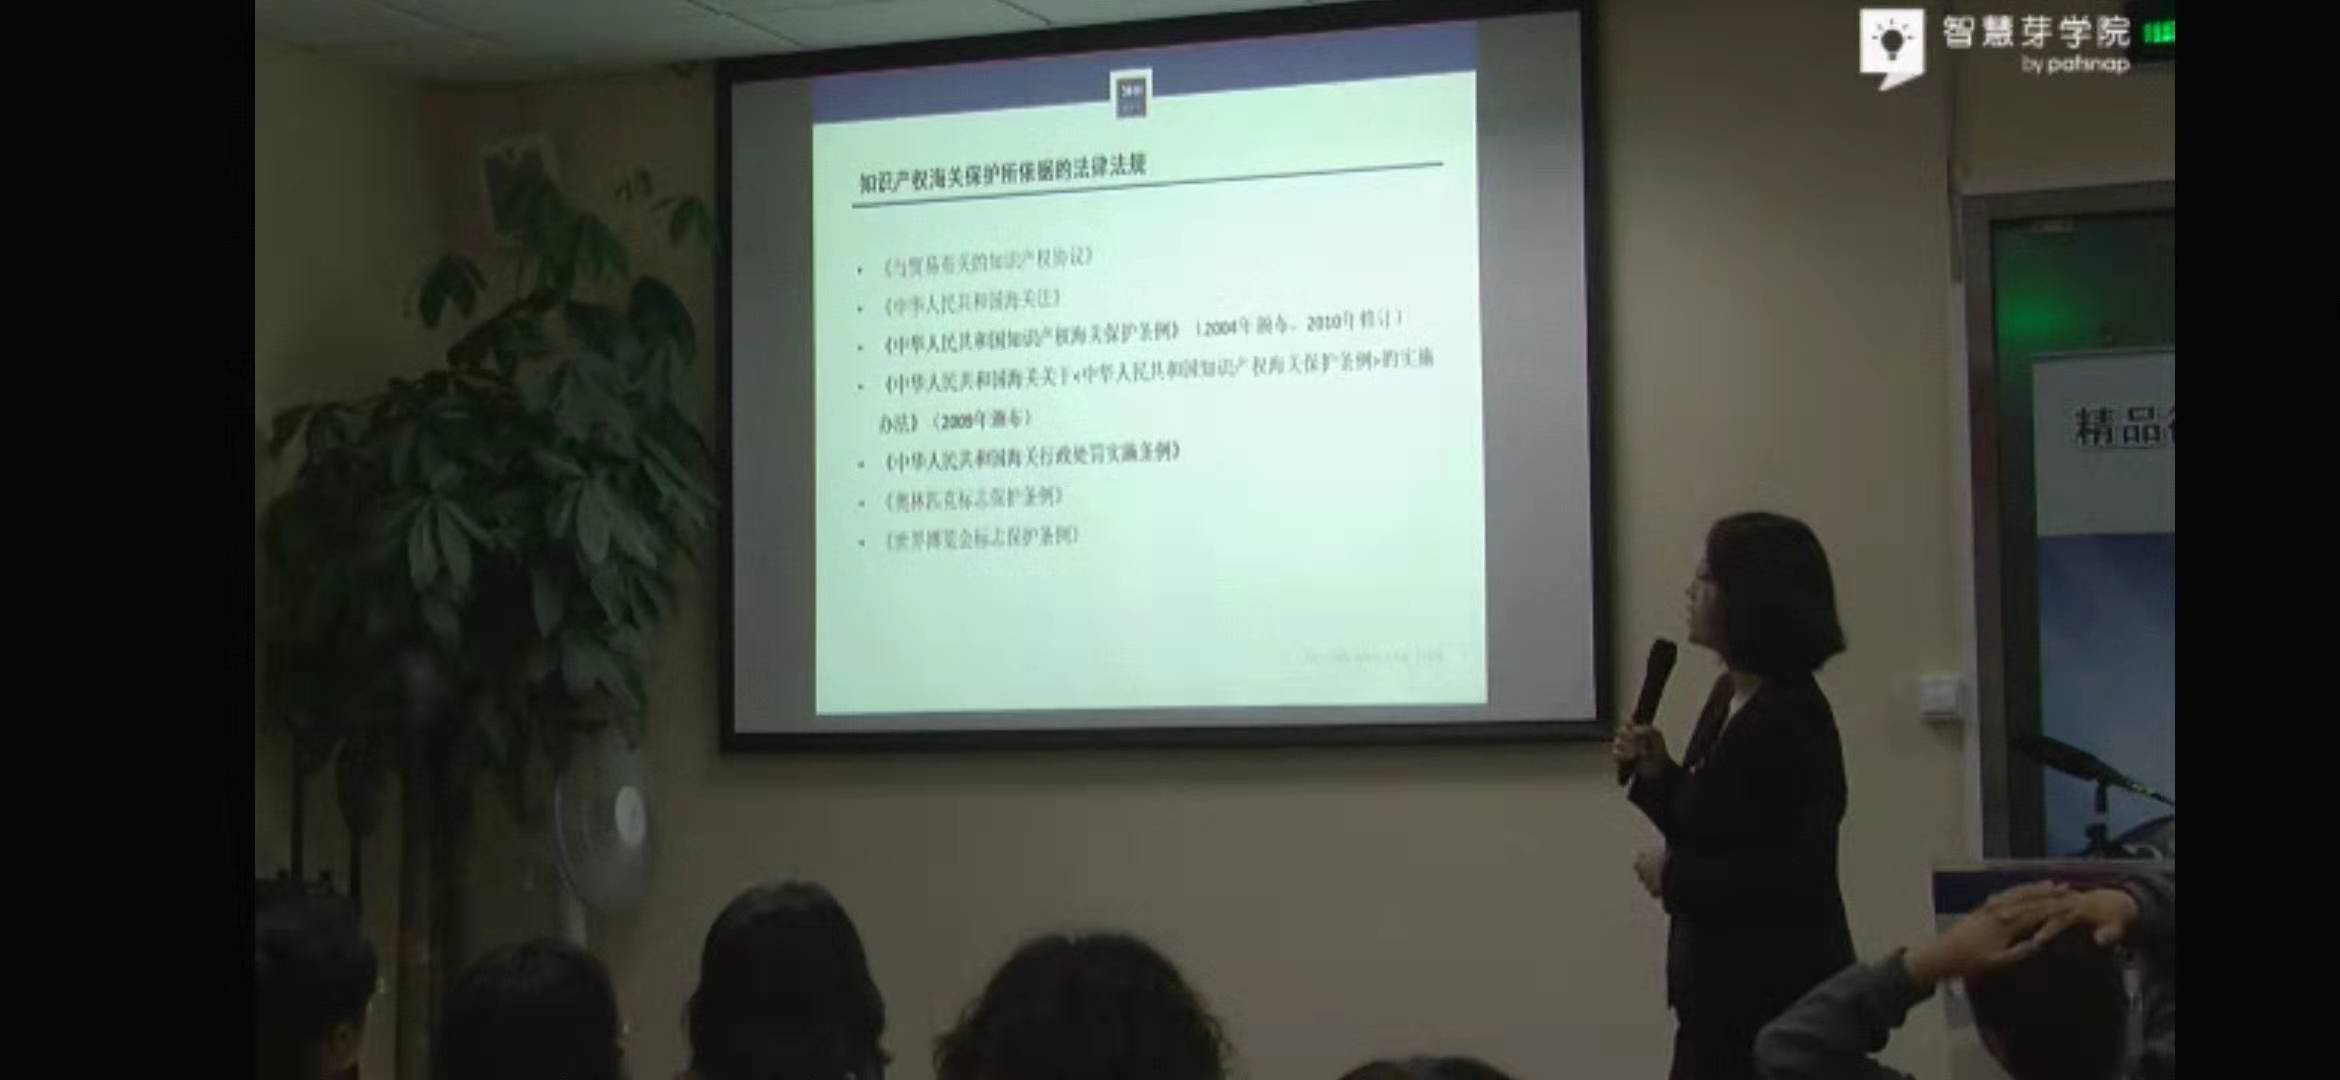 智慧芽学院
by patsnap
知识产权海关保护所依据的法律法规
• 《与贸易有关的知识产权协议》
• 《中华人民共和国海关法》
• 《中华人民共和国知识产权海关保护条例》（2004年颁布、2010年修订）
• 《中华人民共和国海关关于<中华人民共和国知识产权海关保护条例>的实施
办法》（2009年颁布）
• 《中华人民共和国海关行政处罚实施条例》
• 《奥林匹克标志保护条例》
• 《世界博览会标志保护条例》
精品